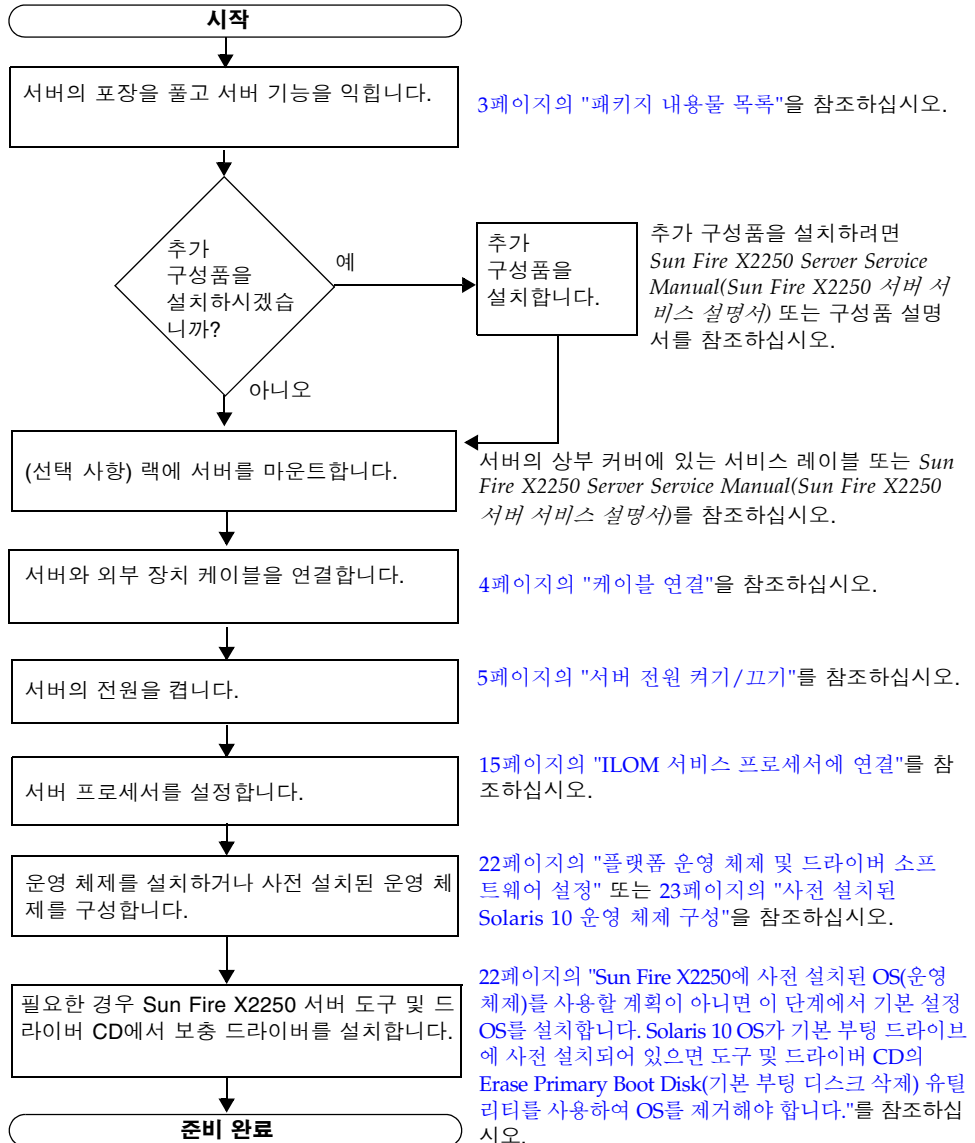 시작
서버의 포장을 풀고 서버 기능을 익힙니다.
3페이지의 "패키지 내용물 목록"을 참조하십시오.
추가
구성품을
설치하시겠습
니까?
예
아니오
추가
구성품을
설치합니다.
추가 구성품을 설치하려면
Sun Fire X2250 Server Service
Manual(Sun Fire X2250 서버 서
비스 설명서) 또는 구성품 설명
서를 참조하십시오.
(선택 사항) 랙에 서버를 마운트합니다.
서버의 상부 커버에 있는 서비스 레이블 또는 Sun
Fire X2250 Server Service Manual(Sun Fire X2250
서버 서비스 설명서)를 참조하십시오.
서버와 외부 장치 케이블을 연결합니다.
4페이지의 "케이블 연결"을 참조하십시오.
서버의 전원을 켭니다.
5페이지의 "서버 전원 켜기/끄기"를 참조하십시오.
서버 프로세서를 설정합니다.
15페이지의 "ILOM 서비스 프로세서에 연결"를 참
조하십시오.
운영 체제를 설치하거나 사전 설치된 운영 체
제를 구성합니다.
22페이지의 "플랫폼 운영 체제 및 드라이버 소프
트웨어 설정" 또는 23페이지의 "사전 설치된
Solaris 10 운영 체제 구성"을 참조하십시오.
필요한 경우 Sun Fire X2250 서버 도구 및 드
라이버 CD에서 보충 드라이버를 설치합니다.
22페이지의 "Sun Fire X2250에 사전 설치된 OS(운영
체제)를 사용할 계획이 아니면 이 단계에서 기본 설정
OS를 설치합니다. Solaris 10 OS가 기본 부팅 드라이브
에 사전 설치되어 있으면 도구 및 드라이버 CD의
Erase Primary Boot Disk(기본 부팅 디스크 삭제) 유틸
리티를 사용하여 OS를 제거해야 합니다."를 참조하십
시오.
준비 완료